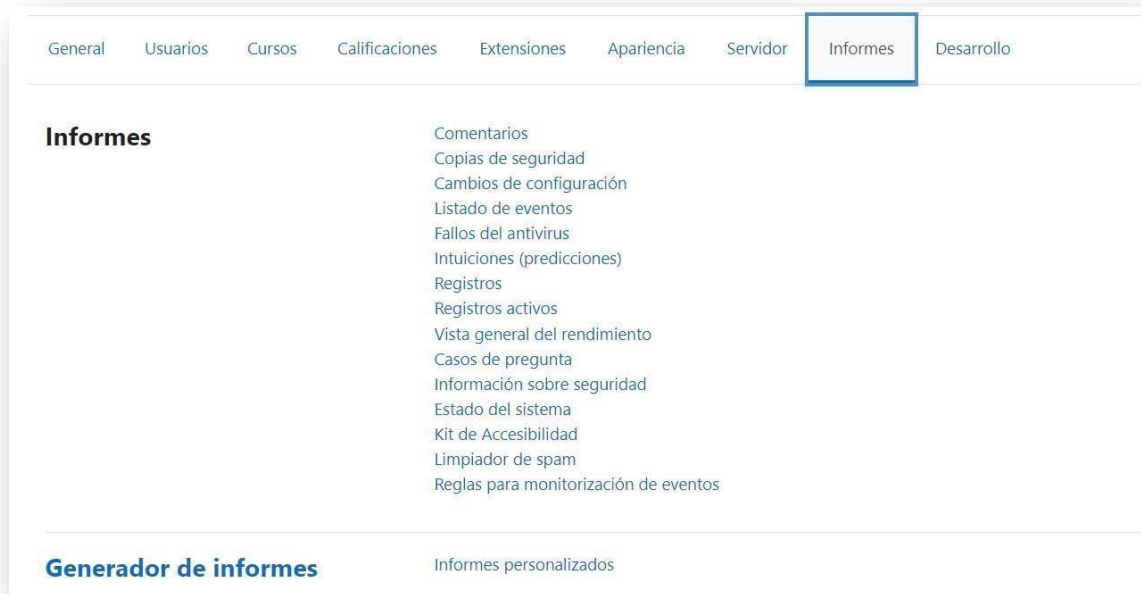 General Usuarios Cursos Calificaciones Extensiones Apariencia Servidor Informes Desarrollo
Informes
Comentarios
Copias de seguridad
Cambios de configuración
Listado de eventos
Fallos del antivirus
Intuiciones (predicciones)
Registros
Registros activos
Vista general del rendimiento
Casos de pregunta
Información sobre seguridad
Estado del sistema
Kit de Accesibilidad
Limpiador de spam
Reglas para monitorización de eventos
Generador de informes
Informes personalizados